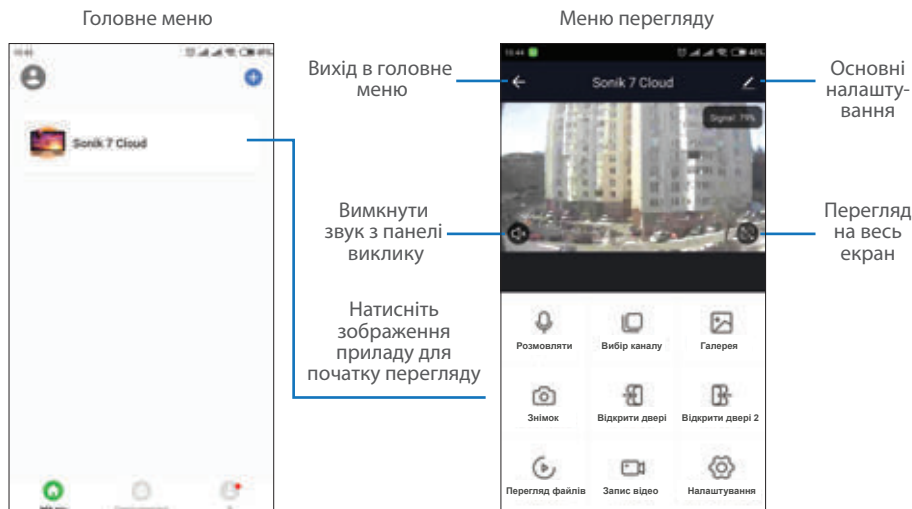 Головне меню
Sonik 7 Cloud
Вихід в головне
меню
Вимкнути
звук з панелі
виклику
Натисніть
зображення
приладу для
початку перегляду
Меню перегляду
Sonik 7 Cloud
Signal: 79%
Розмовляти
Вибір каналу
Галерея
Знімок
Відкрити двері
Відкрити двері 2
Перегляд файлів
Запис відео
Налаштування
Основні
налашту-
вання
Перегляд
на весь
екран